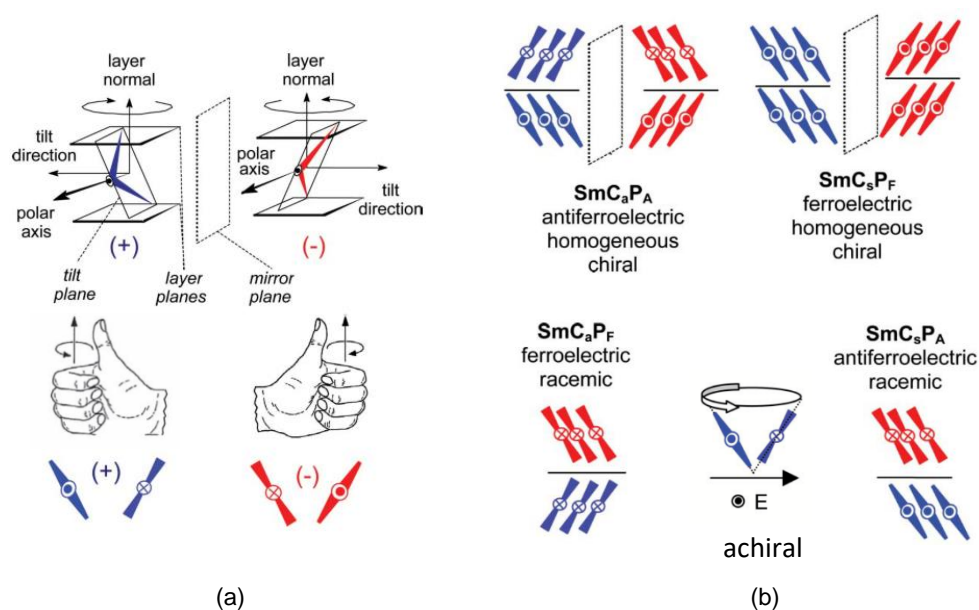 layer
normal
layer
normal
tilt
direction
polar
axis
polar
axis
tilt
direction
(+)
(-)
tilt
plane
layer
planes
mirror
plane
(+)
(-)
(a)
SmCaPA
antiferroelectric
homogeneous
chiral
SmCsPF
ferroelectric
homogeneous
chiral
SmCaPF
ferroelectric
racemic
SmCsPA
antiferroelectric
racemic
E
achiral
(b)